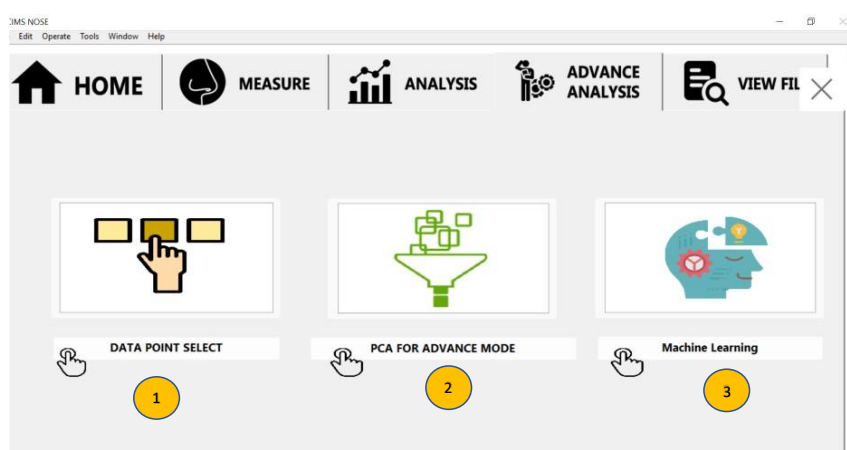 CIMS NOSE
Edit Operate Tools Window Help
HOME
MEASURE
ANALYSIS
ADVANCE
ANALYSIS
VIEW FIL
DATA POINT SELECT
PCA FOR ADVANCE MODE
Machine Learning
1
2
3